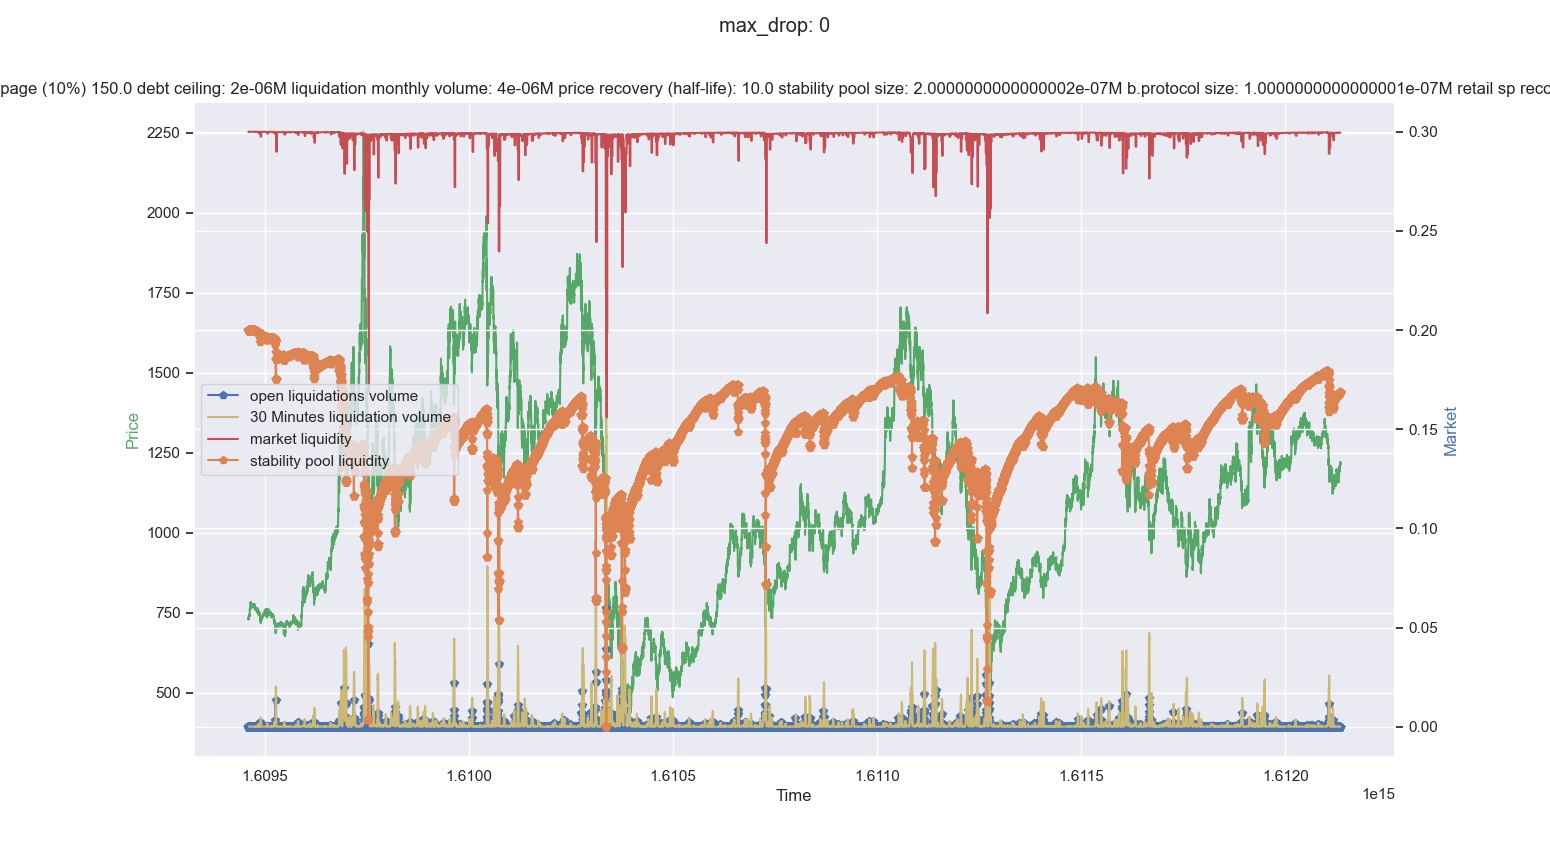 max_drop: 0
page (10%) 150.0 debt ceiling: 2e-06M liquidation monthly volume: 4e-06M price recovery (half-life): 10.0 stability pool size: 2.0000000000000002e-07M b.protocol size: 1.0000000000000001e-07M retail sp reco
2250
2000
1750
1500
1250
1000
750
500
Price
open liquidations volume
30 Minutes liquidation volume
market liquidity
stability pool liquidity
0.30
0.25
0.20
0.15
0.10
0.05
0.00
Market
1.6095 1.6100 1.6105 1.6110 1.6115 1.6120
Time
1e15